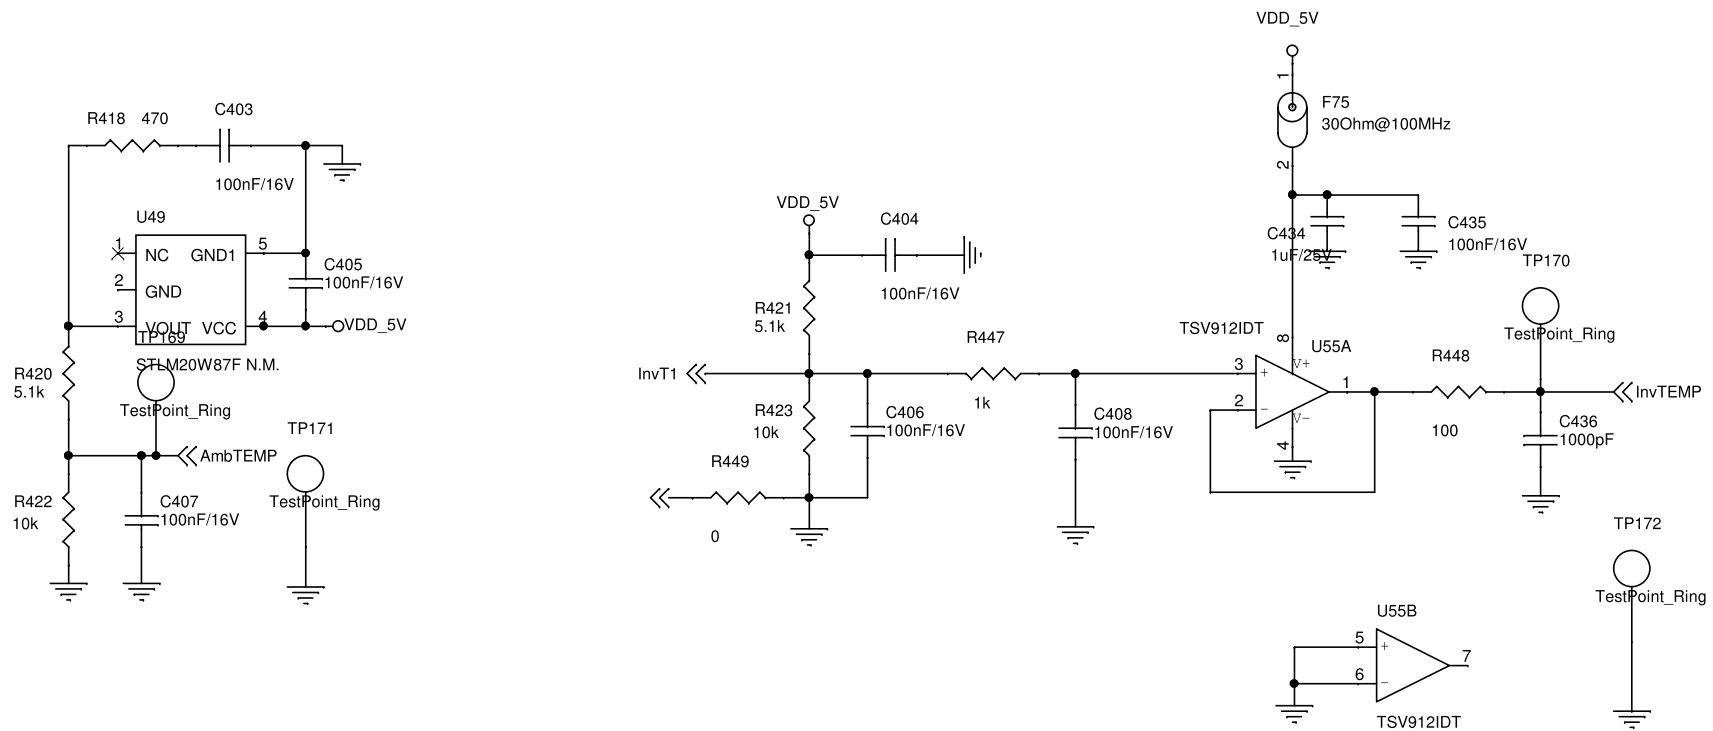 VDD_5V
1
F75
30Ohm@100MHz
2
C403
R418 470
100nF/16V
U49
1
NC GND1
5
2
GND
C405
100nF/16V
3
VOUT VCC
4
VDD_5V
TP169
STLM20W87F N.M.
R420
5.1k
TestPoint_Ring
AmbTEMP
R422
10k
C407
100nF/16V
TP171
TestPoint_Ring
VDD_5V
C404
100nF/16V
R421
5.1k
InvT1
R447
1k
R423
10k
C406
100nF/16V
C408
100nF/16V
R449
0
C434
1uF/25V
C435
100nF/16V
TP170
TestPoint_Ring
TSV912IDT
8
U55A
V+
3
+
2
-
V-
4
1
R448
100
InvTEMP
C436
1000pF
TP172
TestPoint_Ring
U55B
5
+
6
-
7
TSV912IDT